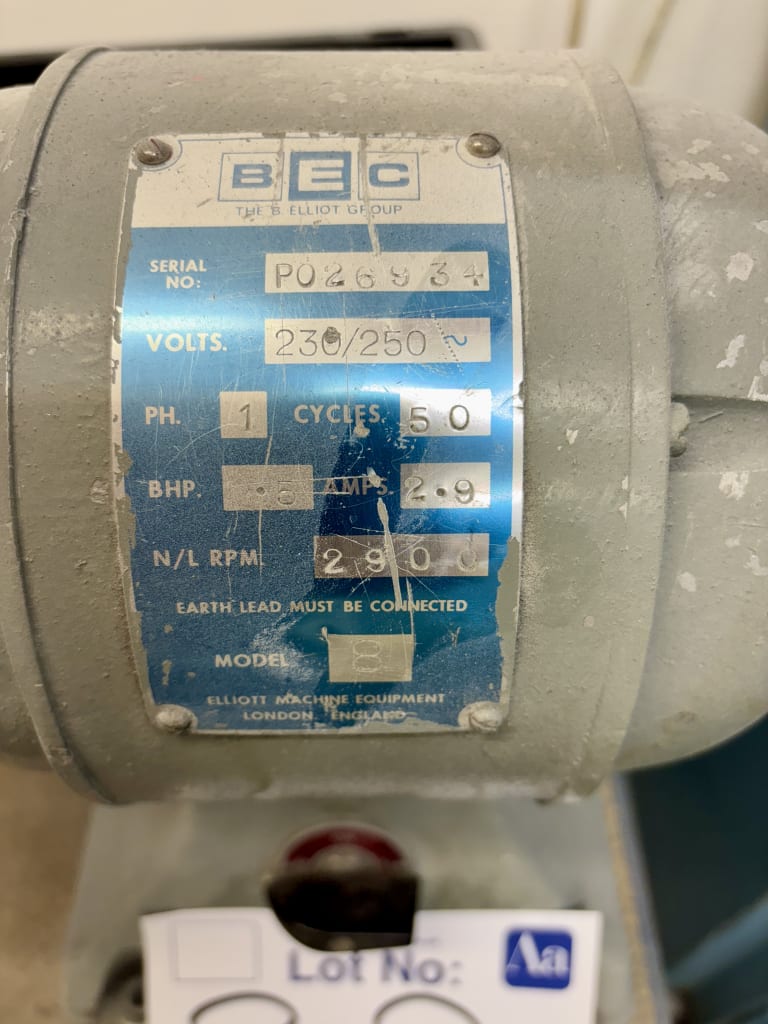 BEC
THE B ELLIOT GROUP
SERIAL NO: PO26934
VOLTS. 230/250 ~
PH. 1 CYCLES. 50
BHP. .5 AMPS. 2.9
N/L RPM. 2900
EARTH LEAD MUST BE CONNECTED
MODEL 8
ELLIOTT MACHINE EQUIPMENT
LONDON, ENGLAND
Lot No:
Aa